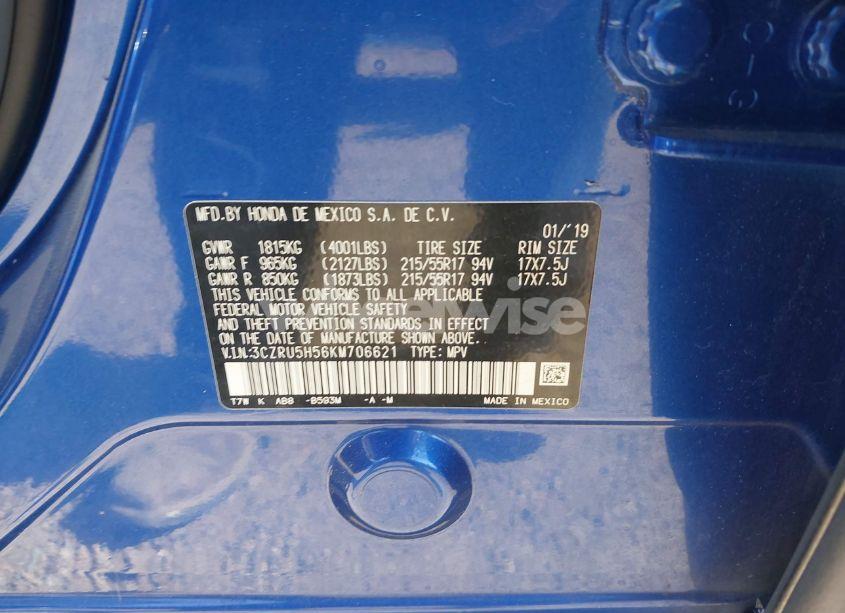 MFD.BY HONDA DE MEXICO S.A. DE C.V.
01/'19
GVWR 1815KG (4001LBS) TIRE SIZE RIM SIZE
GAWR F 965KG (2127LBS) 215/55R17 94V 17X7.5J
GAWR R 850KG (1873LBS) 215/55R17 94V 17X7.5J
THIS VEHICLE CONFORMS TO ALL APPLICABLE
FEDERAL MOTOR VEHICLE SAFETY
AND THEFT PREVENTION STANDARDS IN EFFECT
ON THE DATE OF MANUFACTURE SHOWN ABOVE.
V.I.N:3CZRU5H56KM706621 TYPE: MPV
T7W K AB8 -B593M -A -M MADE IN MEXICO